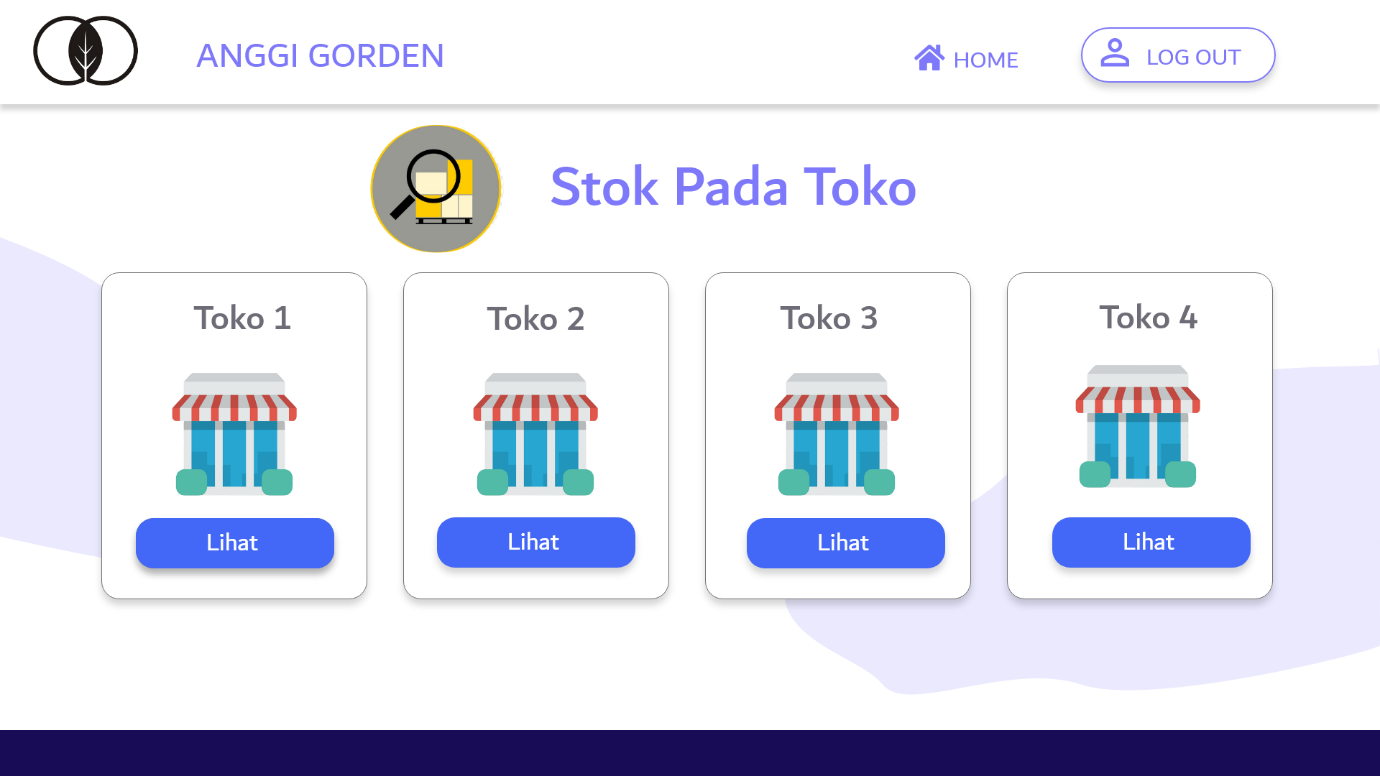 ANGGI GORDEN
HOME
LOG OUT
Stok Pada Toko
Toko 1
Lihat
Toko 2
Lihat
Toko 3
Lihat
Toko 4
Lihat